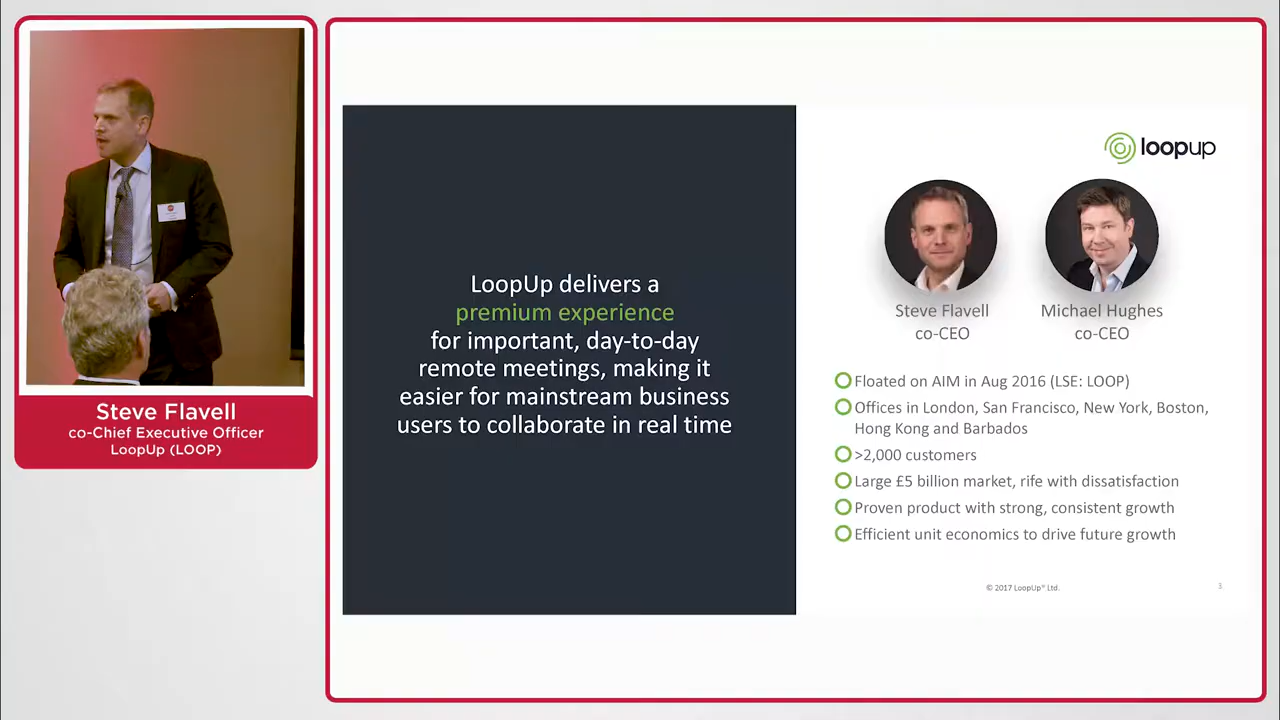 Steve Flavell
co-Chief Executive Officer
LoopUp (LOOP)
LoopUp delivers a
premium experience
for important, day-to-day
remote meetings, making it
easier for mainstream business
users to collaborate in real time
loopup
Steve Flavell
co-CEO
Michael Hughes
co-CEO
Floated on AIM in Aug 2016 (LSE: LOOP)
Offices in London, San Francisco, New York, Boston,
Hong Kong and Barbados
>2,000 customers
Large £5 billion market, rife with dissatisfaction
Proven product with strong, consistent growth
Efficient unit economics to drive future growth
© 2017 LoopUp™ Ltd.
3